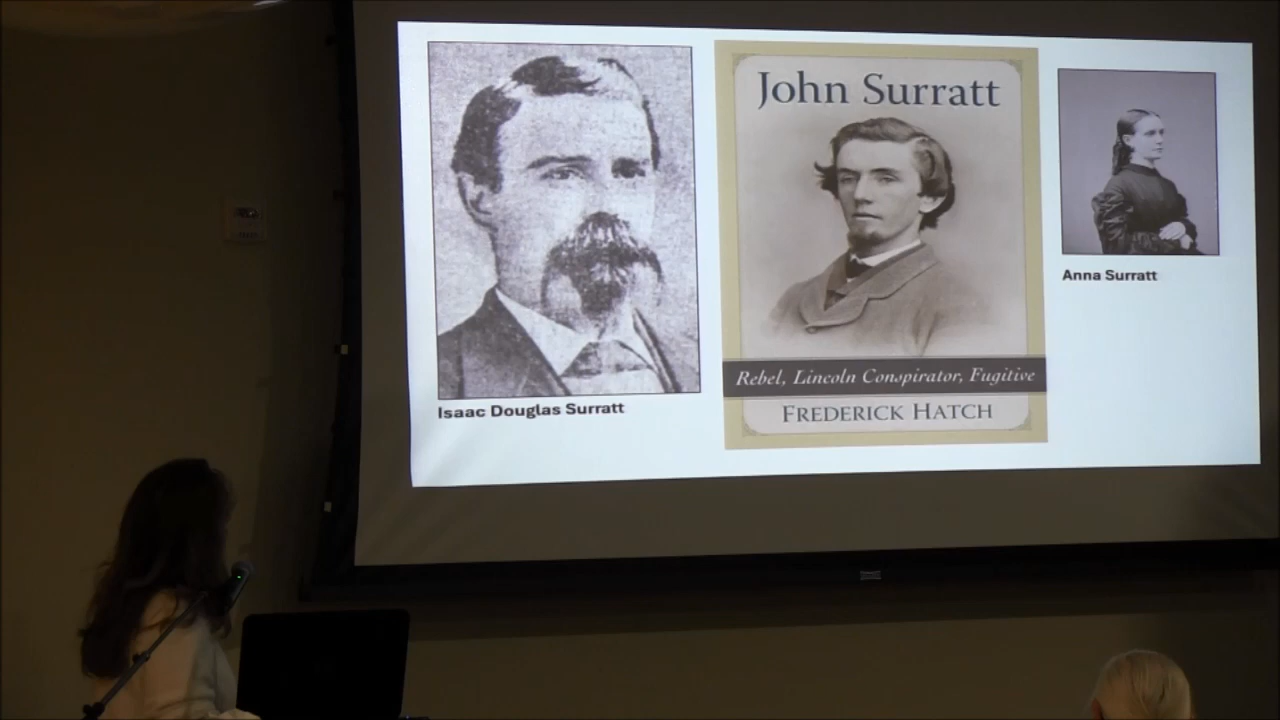 Isaac Douglas Surratt
John Surratt
Rebel, Lincoln Conspirator, Fugitive
FREDERICK HATCH
Anna Surratt